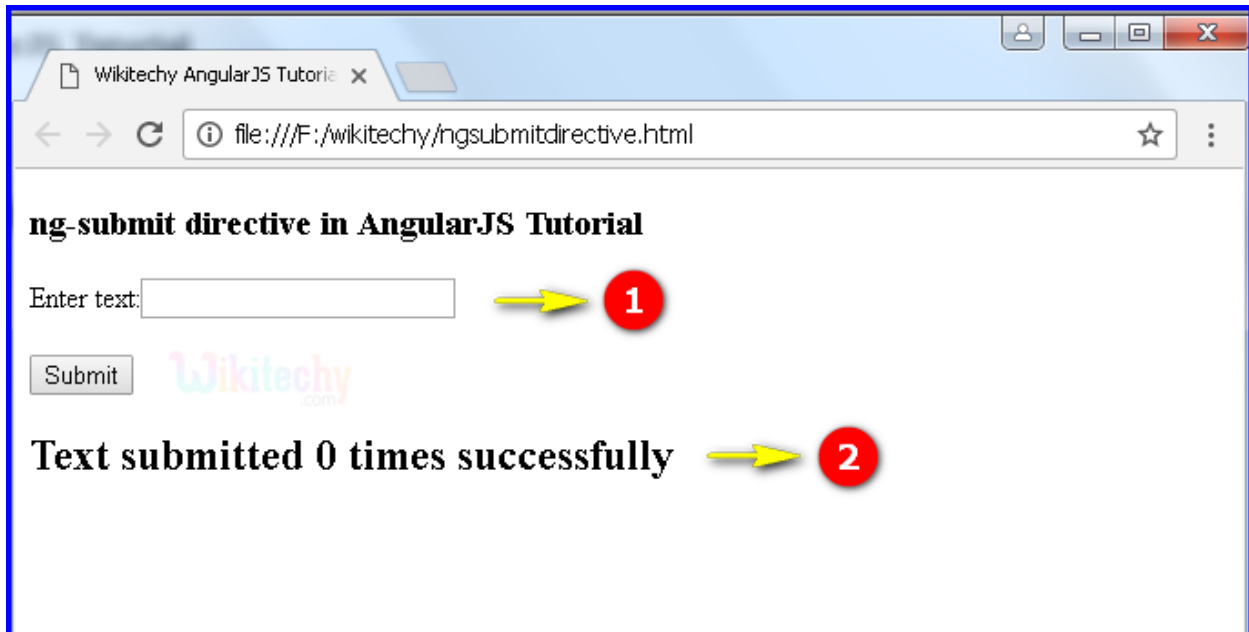 Wikitechy AngularJS Tutoria
file:///F:/wikitechy/ngsubmitdirective.html
ng-submit directive in AngularJS Tutorial
Enter text:
1
Submit
Wikitechy
.com
Text submitted 0 times successfully
2